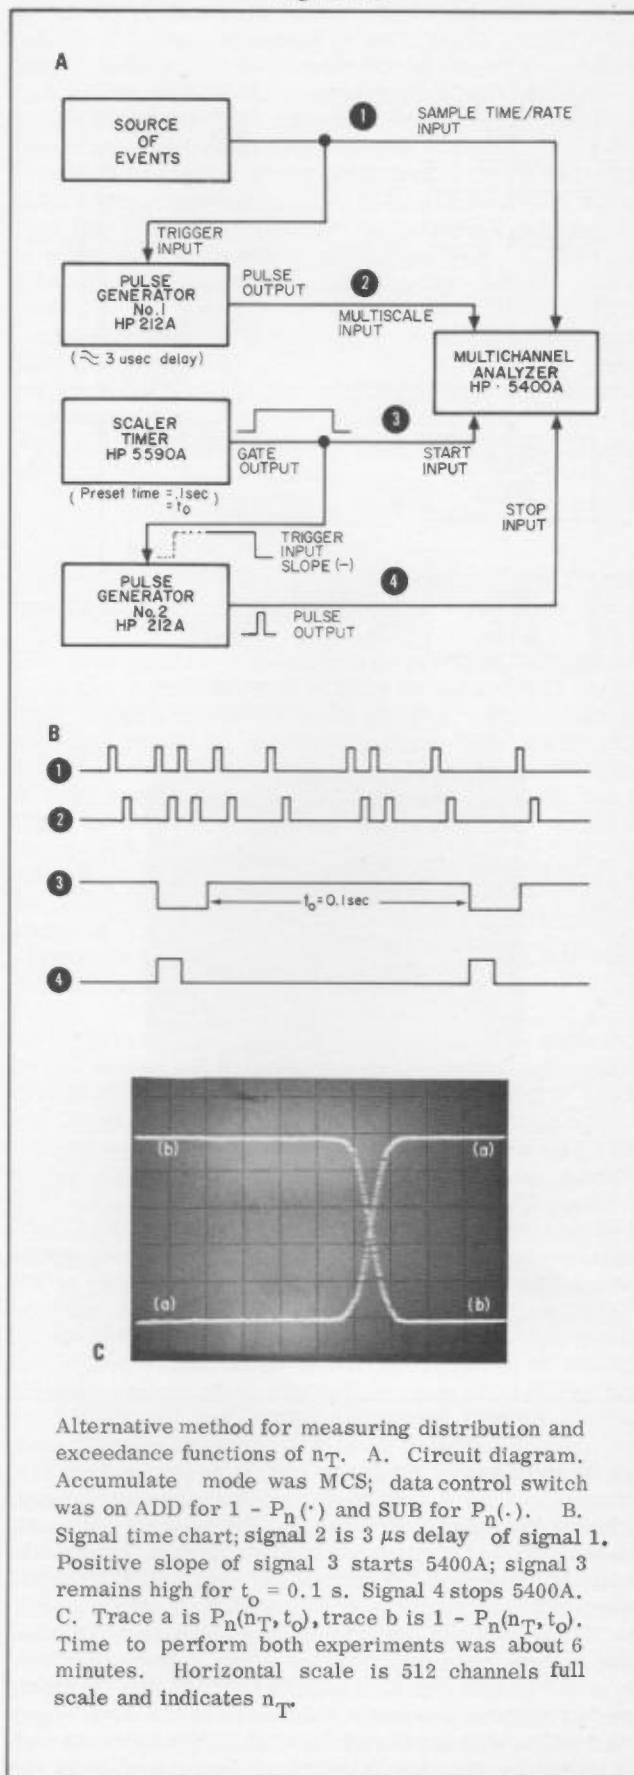 A
SOURCE
OF
EVENTS
1
SAMPLE TIME/RATE
INPUT
TRIGGER
INPUT
PULSE
GENERATOR
No.1
HP 212A
(≈ 3 usec delay)
PULSE
OUTPUT
2
MULTISCALE
INPUT
MULTICHANNEL
ANALYZER
HP · 5400A
SCALER
TIMER
HP 5590A
(Preset time = .1sec)
= to
GATE
OUTPUT
3
START
INPUT
STOP
INPUT
TRIGGER
INPUT
SLOPE (-)
4
PULSE
GENERATOR
No.2
HP 212A
PULSE
OUTPUT
B
1
2
3
to = 0.1sec
4
(b)
(a)
(a)
(b)
C
Alternative method for measuring distribution and
exceedance functions of nT. A. Circuit diagram.
Accumulate mode was MCS; data control switch
was on ADD for 1 - Pn(·) and SUB for Pn(.). B.
Signal time chart; signal 2 is 3 μs delay of signal 1.
Positive slope of signal 3 starts 5400A; signal 3
remains high for to = 0.1 s. Signal 4 stops 5400A.
C. Trace a is Pn(nT, to), trace b is 1 - Pn(nT, to).
Time to perform both experiments was about 6
minutes. Horizontal scale is 512 channels full
scale and indicates nT.